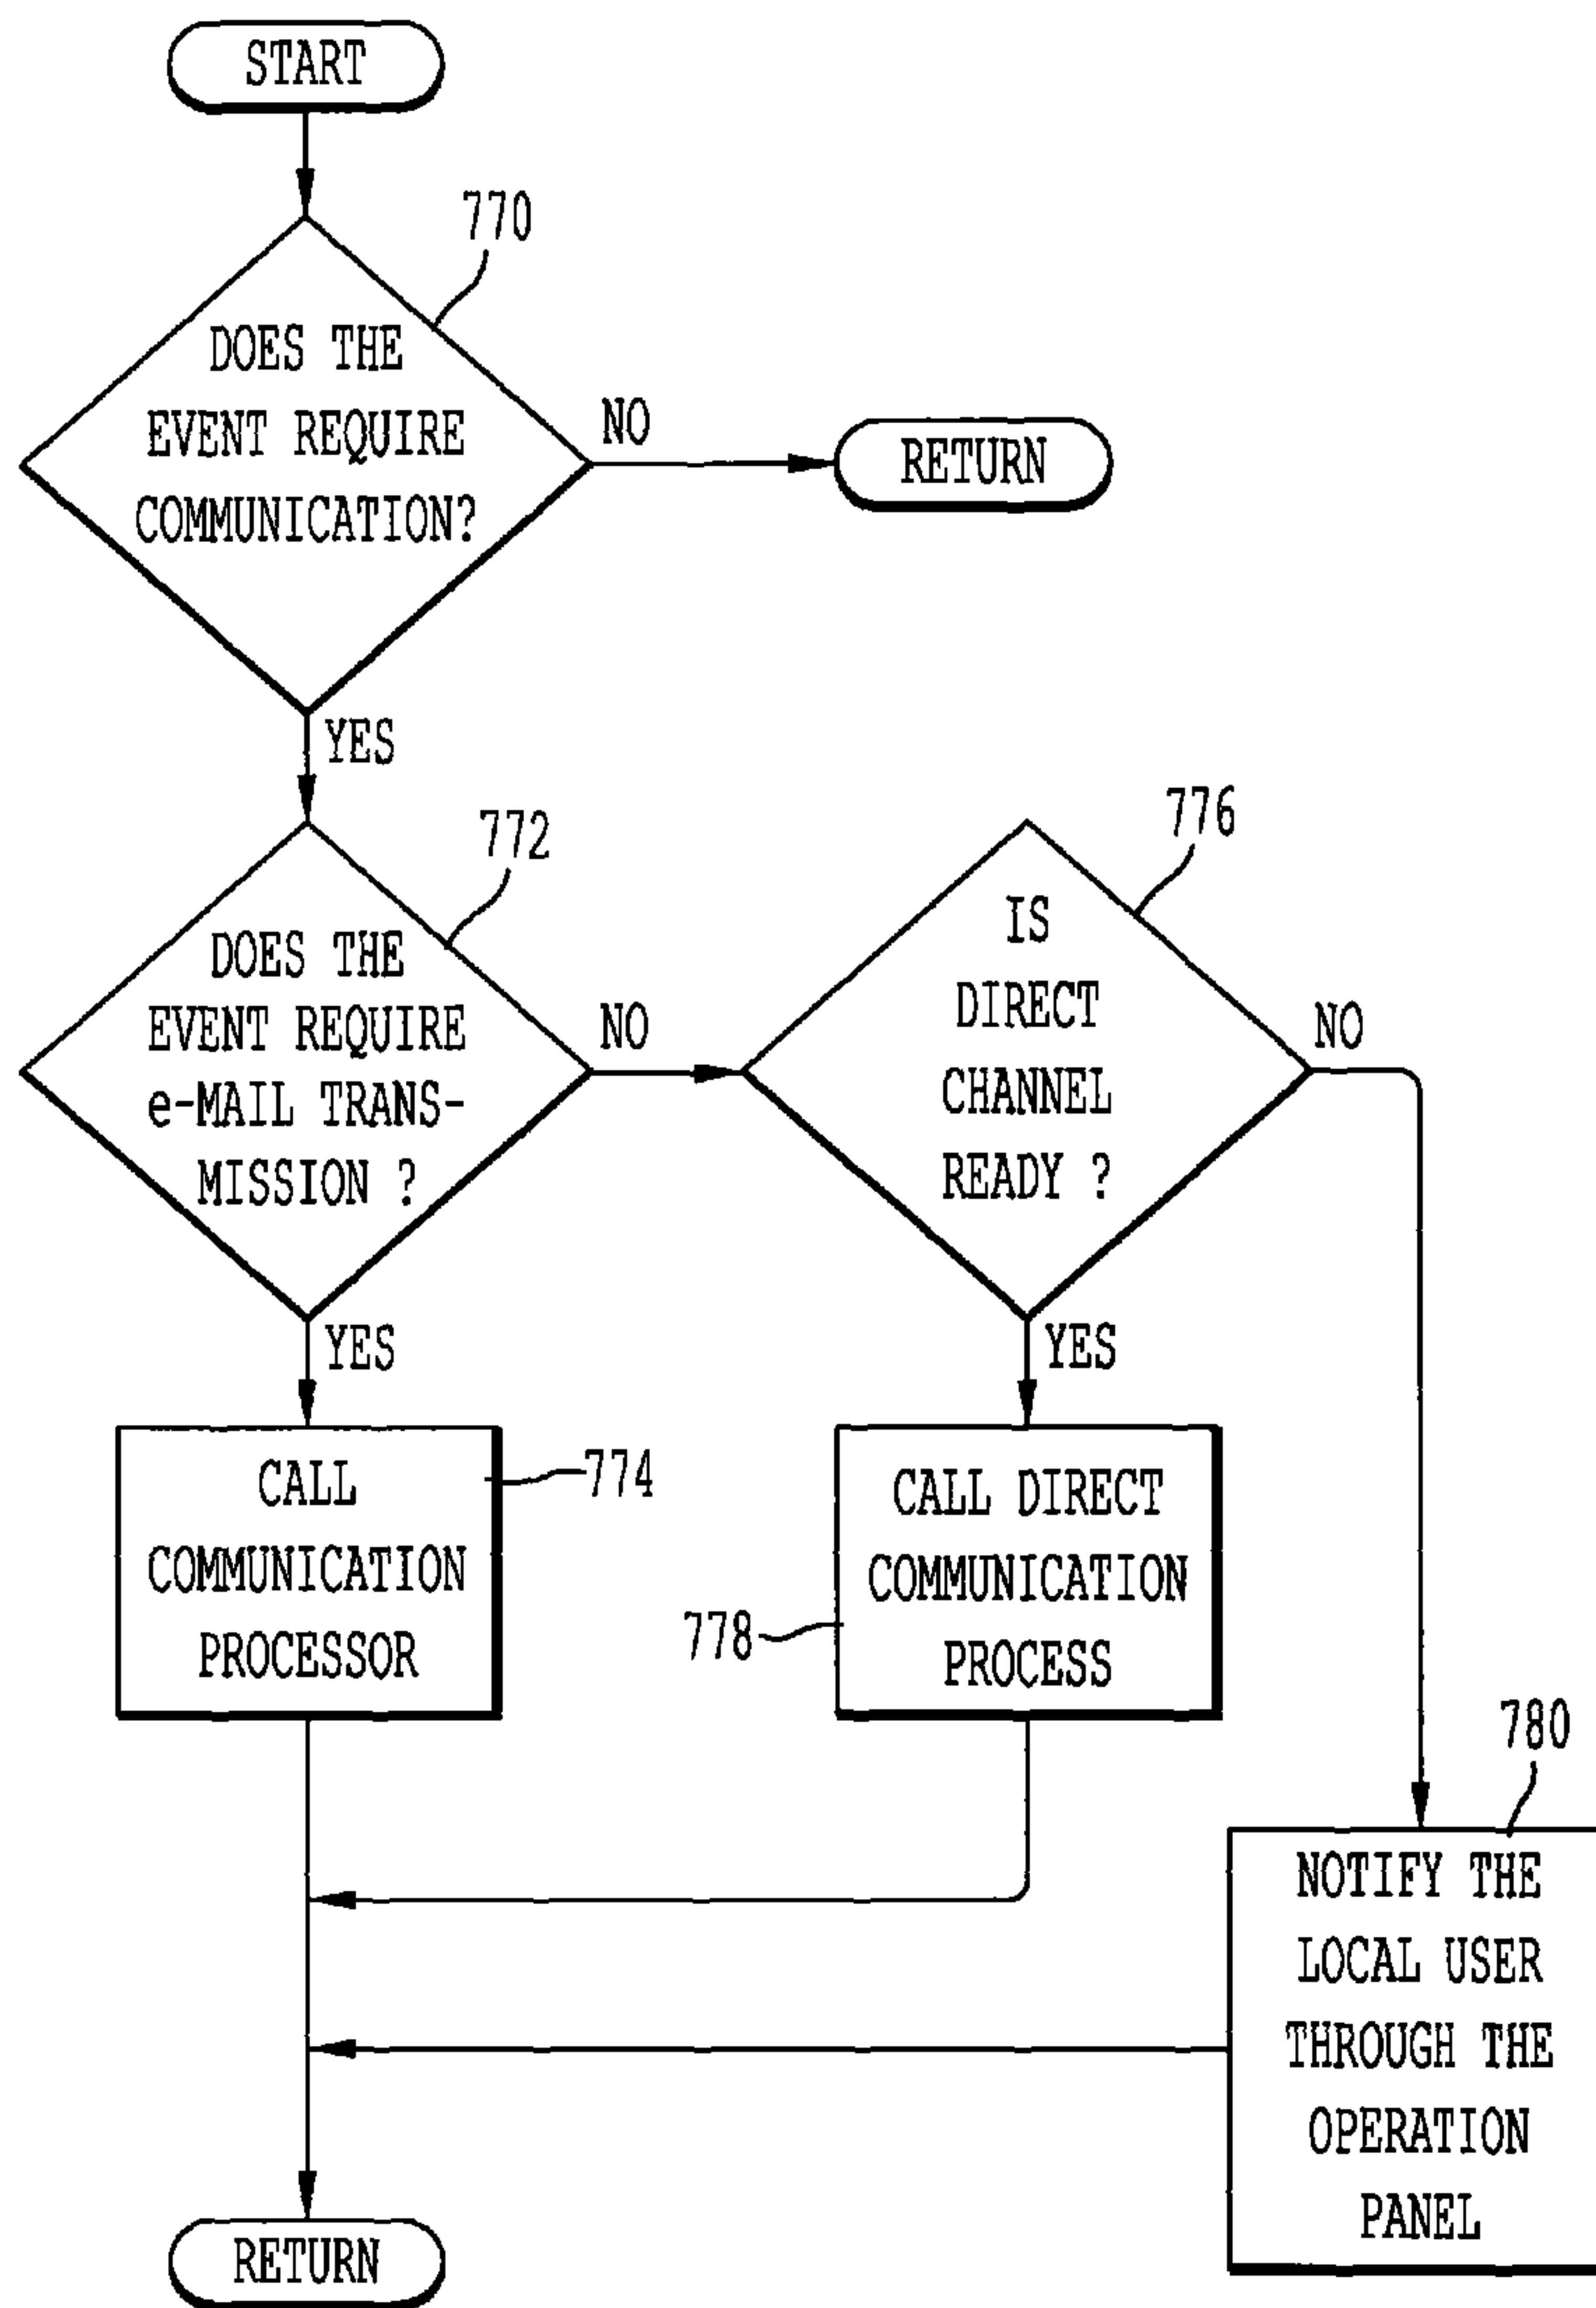 START
770
DOES THE
EVENT REQUIRE
COMMUNICATION?
NO
RETURN
YES
772
DOES THE
EVENT REQUIRE
e-MAIL TRANS-
MISSION ?
NO
776
IS
DIRECT
CHANNEL
READY ?
NO
YES
YES
CALL
COMMUNICATION
PROCESSOR
774
CALL DIRECT
COMMUNICATION
PROCESS
778
780
NOTIFY THE
LOCAL USER
THROUGH THE
OPERATION
PANEL
RETURN